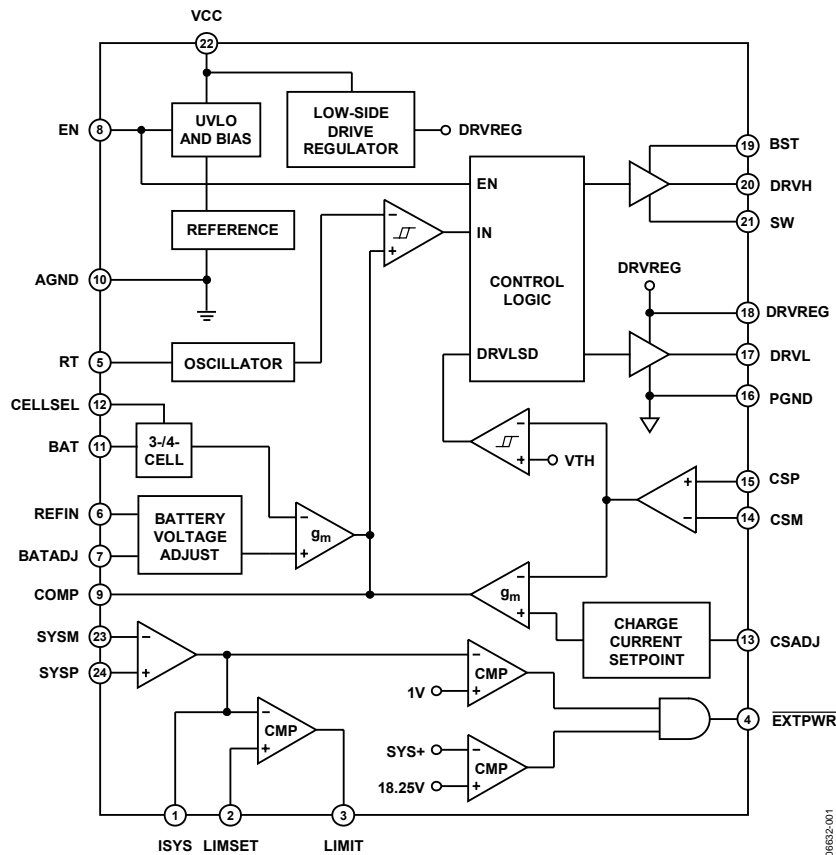 VCC
22
EN 8
UVLO
AND BIAS
LOW-SIDE
DRIVE
REGULATOR
DRVREG
REFERENCE
AGND 10
RT 5
OSCILLATOR
CELLSEL 12
BAT 11
3-/4-
CELL
REFIN 6
BATADJ 7
BATTERY
VOLTAGE
ADJUST
−
gm
+
COMP 9
−
+
EN
IN
CONTROL
LOGIC
DRVLSD
19 BST
20 DRVH
21 SW
DRVREG
18 DRVREG
17 DRVL
16 PGND
−
+
VTH
+
−
15 CSP
14 CSM
−
gm
+
CHARGE
CURRENT
SETPOINT
13 CSADJ
SYSM 23
SYSP 24
−
+
−
CMP
+
1V
−
CMP
+
SYS+
18.25V
−
CMP
+
4 EXTPWR
1 2 3
ISYS LIMSET LIMIT
06632-001